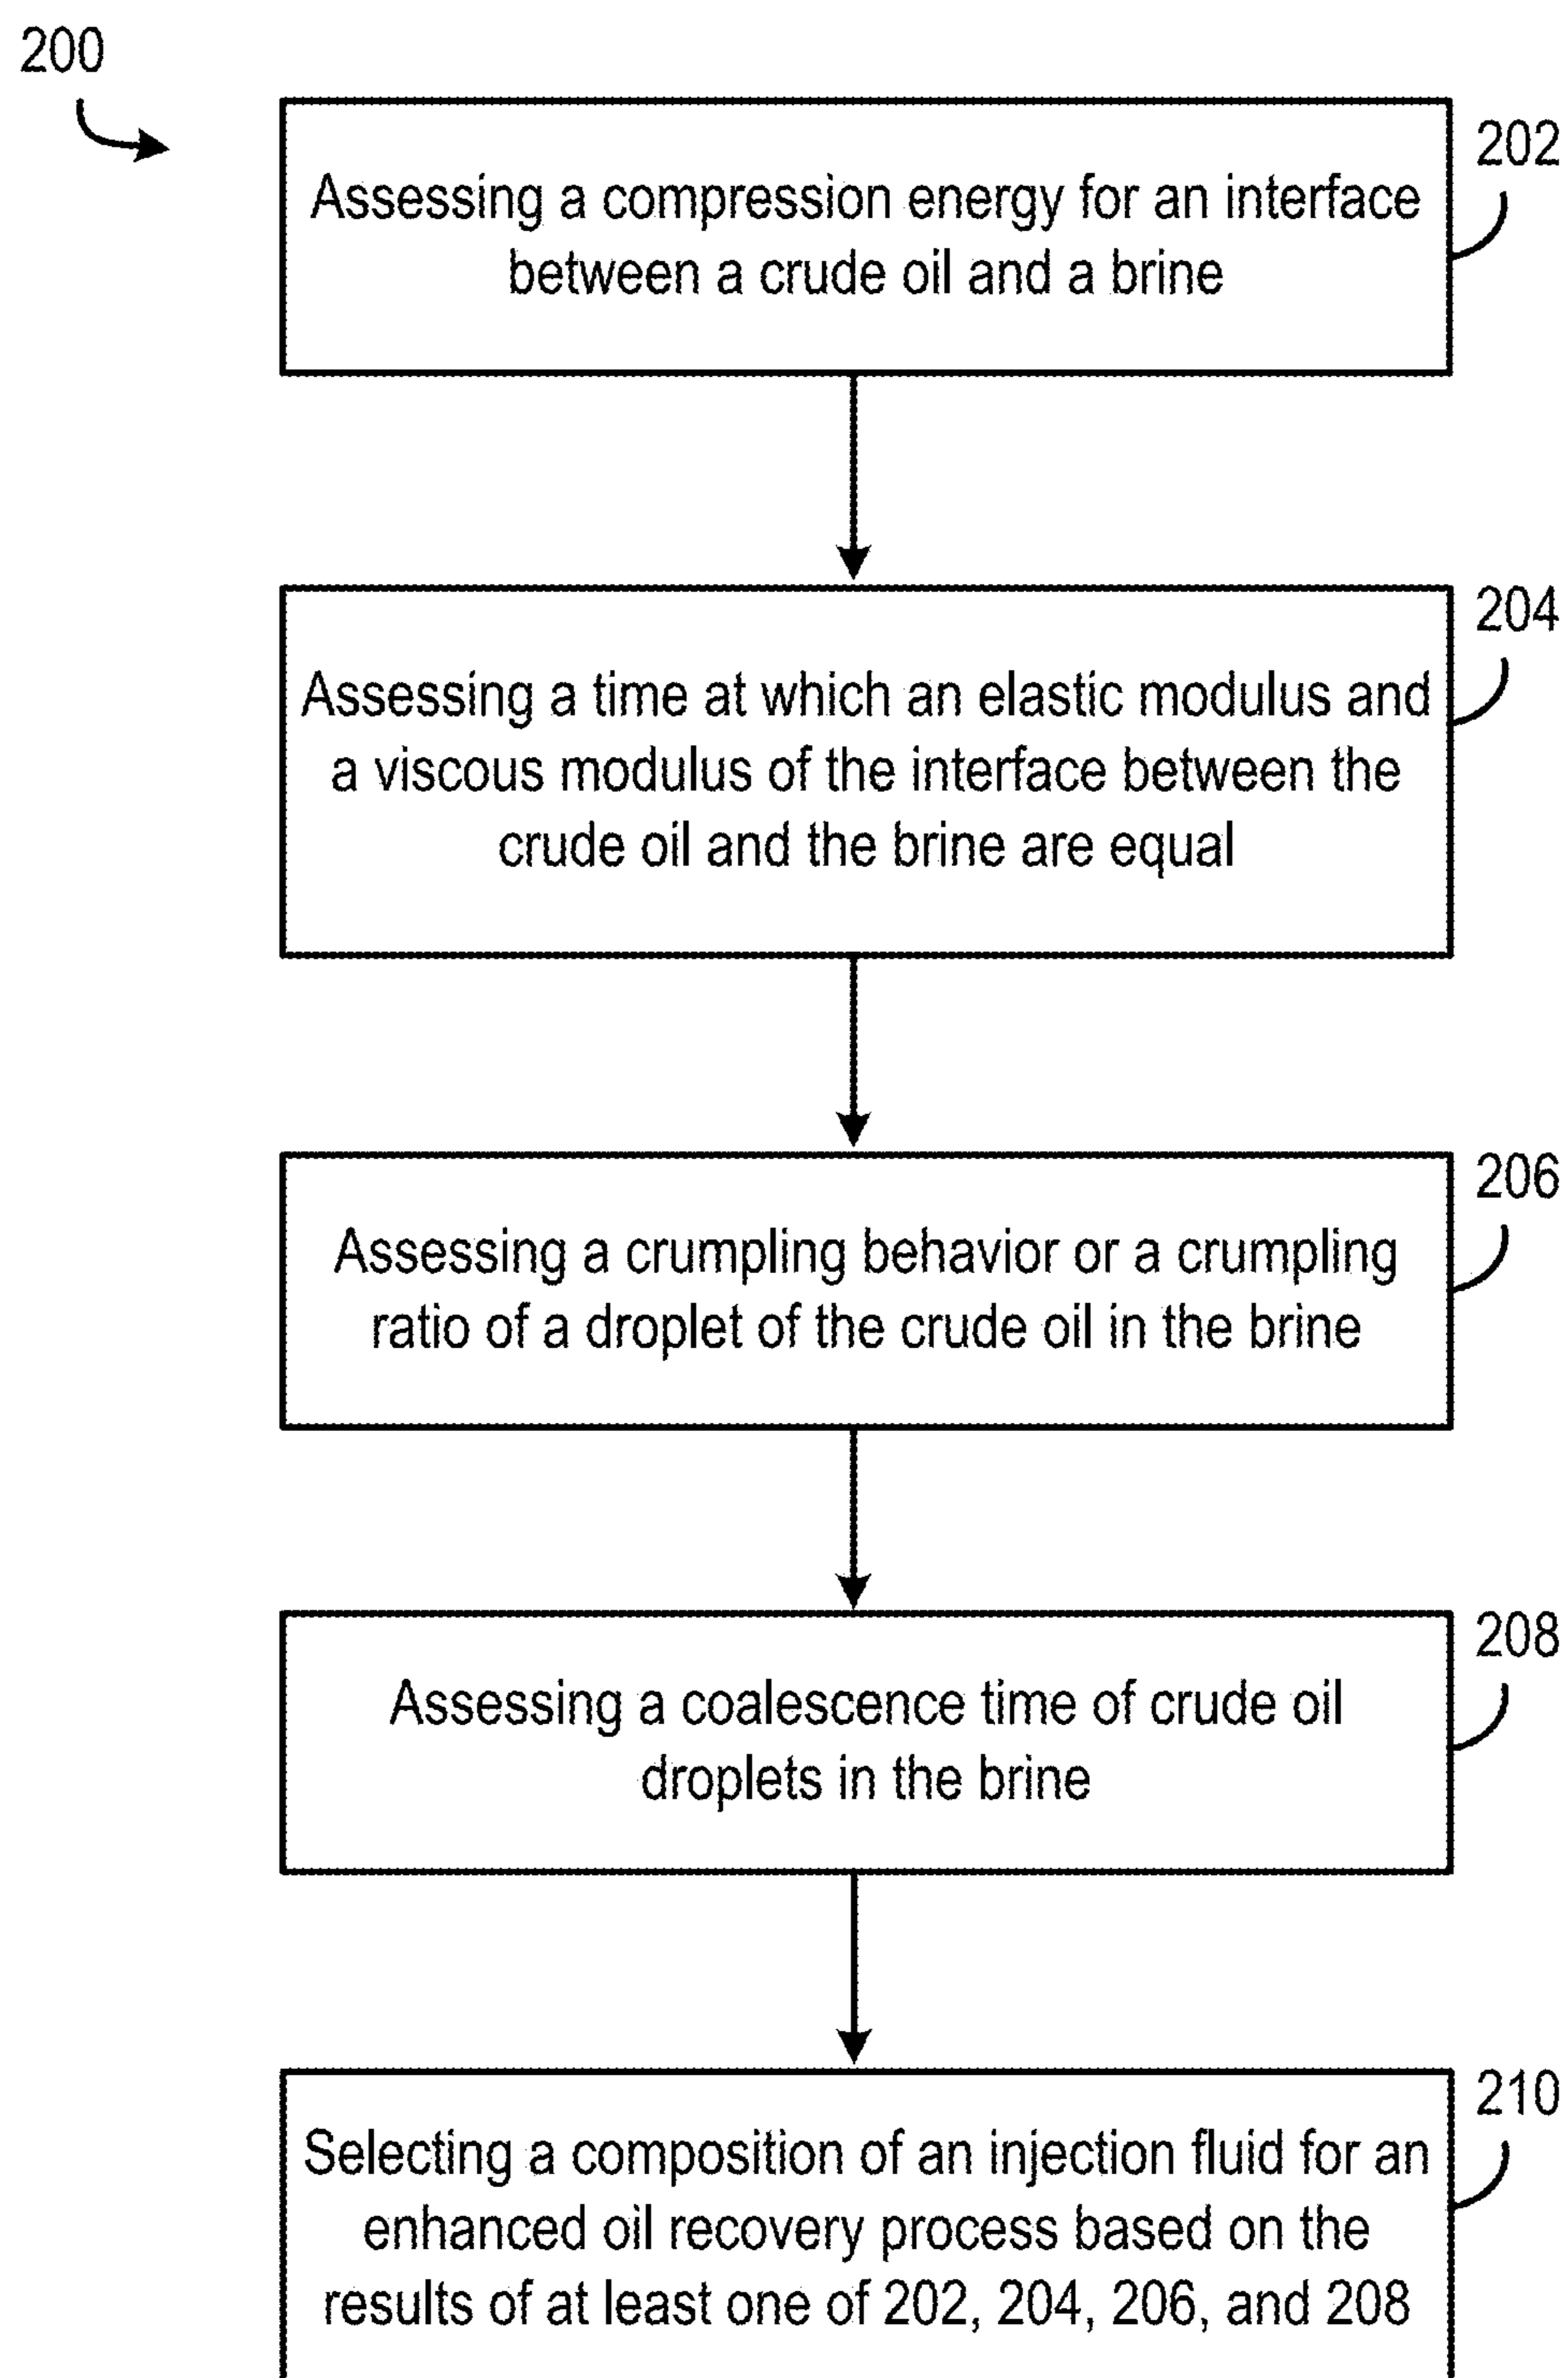 200
202
Assessing a compression energy for an interface
between a crude oil and a brine
204
Assessing a time at which an elastic modulus and
a viscous modulus of the interface between the
crude oil and the brine are equal
206
Assessing a crumpling behavior or a crumpling
ratio of a droplet of the crude oil in the brine
208
Assessing a coalescence time of crude oil
droplets in the brine
210
Selecting a composition of an injection fluid for an
enhanced oil recovery process based on the
results of at least one of 202, 204, 206, and 208